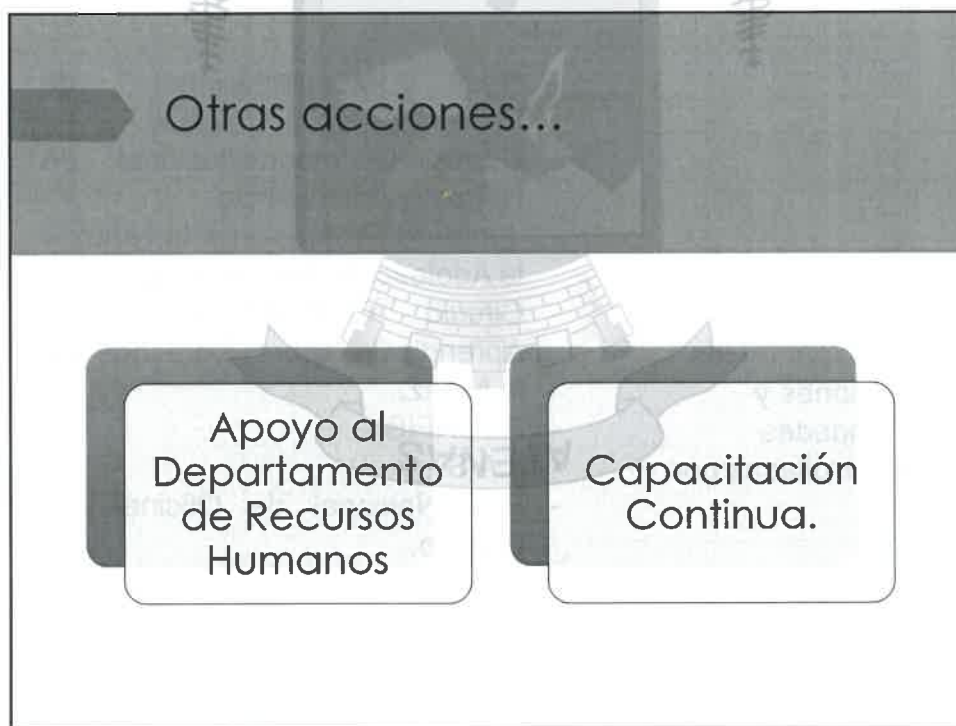 Otras acciones...
Apoyo al
Departamento
de Recursos
Humanos
Capacitación
Continua.